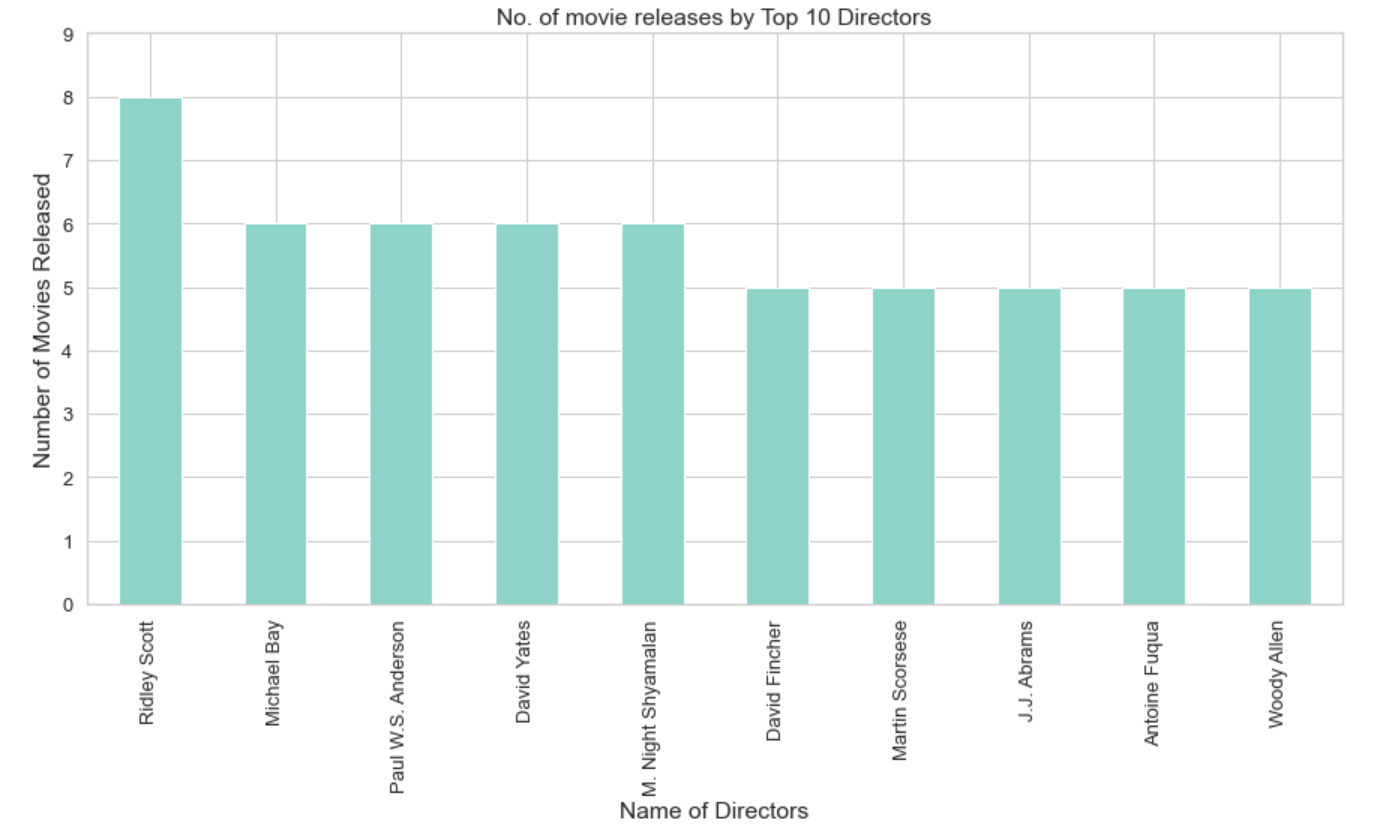 No. of movie releases by Top 10 Directors
Number of Movies Released
9
8
7
6
5
4
3
2
1
0
Ridley Scott
Michael Bay
Paul W.S. Anderson
David Yates
M. Night Shyamalan
David Fincher
Martin Scorsese
J.J. Abrams
Antoine Fuqua
Woody Allen
Name of Directors